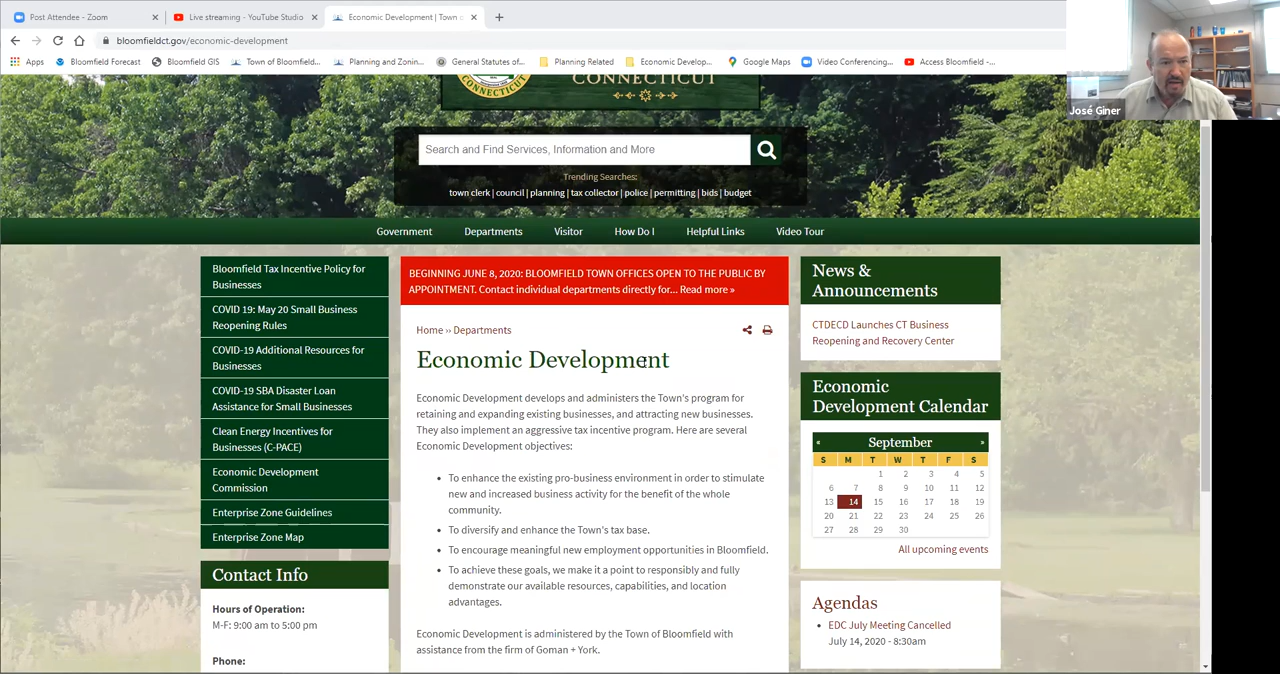 Post Attendee - Zoom
Live streaming - YouTube Studio
Economic Development | Town o
bloomfieldct.gov/economic-development
Apps
Bloomfield Forecast
Bloomfield GIS
Town of Bloomfield...
Planning and Zonin...
General Statutes of...
Planning Related
Economic Develop...
Google Maps
Video Conferencing...
Access Bloomfield -...
José Giner
CONNECTICUT
Search and Find Services, Information and More
Trending Searches:
town clerk | council | planning | tax collector | police | permitting | bids | budget
Government
Departments
Visitor
How Do I
Helpful Links
Video Tour
Bloomfield Tax Incentive Policy for
Businesses
COVID 19: May 20 Small Business
Reopening Rules
COVID-19 Additional Resources for
Businesses
COVID-19 SBA Disaster Loan
Assistance for Small Businesses
Clean Energy Incentives for
Businesses (C-PACE)
Economic Development
Commission
Enterprise Zone Guidelines
Enterprise Zone Map
Contact Info
Hours of Operation:
M-F: 9:00 am to 5:00 pm
Phone:
BEGINNING JUNE 8, 2020: BLOOMFIELD TOWN OFFICES OPEN TO THE PUBLIC BY
APPOINTMENT. Contact individual departments directly for... Read more »
Home ›› Departments
Economic Development
Economic Development develops and administers the Town's program for
retaining and expanding existing businesses, and attracting new businesses.
They also implement an aggressive tax incentive program. Here are several
Economic Development objectives:
• To enhance the existing pro-business environment in order to stimulate
new and increased business activity for the benefit of the whole
community.
• To diversify and enhance the Town's tax base.
• To encourage meaningful new employment opportunities in Bloomfield.
• To achieve these goals, we make it a point to responsibly and fully
demonstrate our available resources, capabilities, and location
advantages.
Economic Development is administered by the Town of Bloomfield with
assistance from the firm of Goman + York.
News &
Announcements
CTDECD Launches CT Business
Reopening and Recovery Center
Economic
Development Calendar
« September »
S M T W T F S
1 2 3 4 5
6 7 8 9 10 11 12
13 14 15 16 17 18 19
20 21 22 23 24 25 26
27 28 29 30
All upcoming events
Agendas
• EDC July Meeting Cancelled
July 14, 2020 - 8:30am